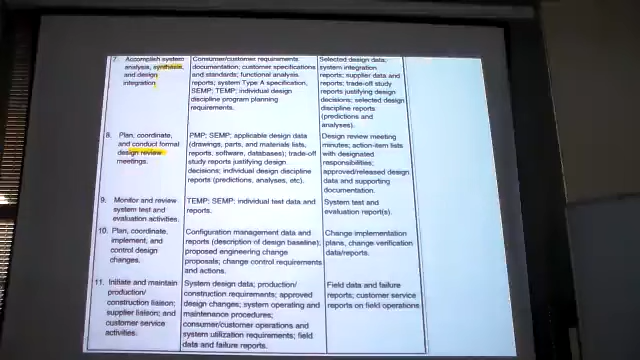 7. Accomplish system
analysis, synthesis,
and design
integration.
Consumer/customer requirements
documentation; customer specifications
and standards; functional analysis
reports; system Type A specification,
SEMP; TEMP; individual design
discipline program planning
requirements.
Selected design data;
system integration
reports; supplier data and
reports; trade-off study
reports justifying design
decisions; selected design
discipline reports
(predictions and
analyses).
8. Plan, coordinate,
and conduct formal
design review
meetings.
PMP; SEMP; applicable design data
(drawings, parts, and materials lists,
reports, software, databases); trade-off
study reports justifying design
decisions; individual design discipline
reports (predictions, analyses, etc).
Design review meeting
minutes; action-item lists
with designated
responsibilities;
approved/released design
data and supporting
documentation.
9. Monitor and review
system test and
evaluation activities.
TEMP; SEMP; individual test data and
reports.
System test and
evaluation report(s).
10. Plan, coordinate,
implement, and
control design
changes.
Configuration management data and
reports (description of design baseline);
proposed engineering change
proposals; change control requirements
and actions.
Change implementation
plans, change verification
data/reports.
11. Initiate and maintain
production/
construction liaison;
supplier liaison; and
customer service
activities.
System design data; production/
construction requirements; approved
design changes; system operating and
maintenance procedures;
consumer/customer operations and
system utilization requirements; field
data and failure reports.
Field data and failure
reports; customer service
reports on field operations